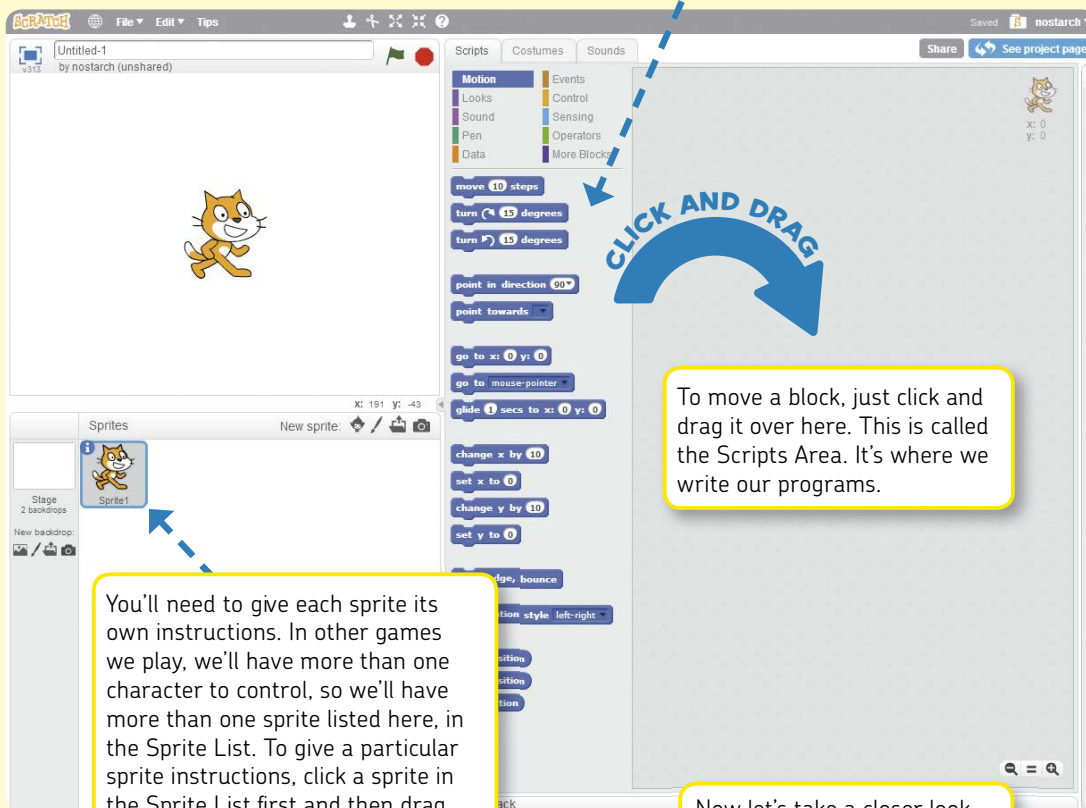 SCRATCH File Edit Tips
Saved nostarch
Untitled-1
by nostarch (unshared)
v313
Scripts Costumes Sounds
Share See project page
Motion Events
Looks Control
Sound Sensing
Pen Operators
Data More Blocks
x: 0
y: 0
move 10 steps
turn 15 degrees
turn 15 degrees
CLICK AND DRAG
point in direction 90
point towards
go to x: 0 y: 0
go to mouse-pointer
glide 1 secs to x: 0 y: 0
change x by 10
set x to 0
change y by 10
set y to 0
dge, bounce
tion style left-right
sition
sition
tion
To move a block, just click and
drag it over here. This is called
the Scripts Area. It's where we
write our programs.
X: 191 y: -43
Sprites New sprite:
Sprite1
Stage
2 backdrops
New backdrop:
You'll need to give each sprite its
own instructions. In other games
we play, we'll have more than one
character to control, so we'll have
more than one sprite listed here, in
the Sprite List. To give a particular
sprite instructions, click a sprite in
the Sprite List first and then drag
ack
Now let's take a closer look